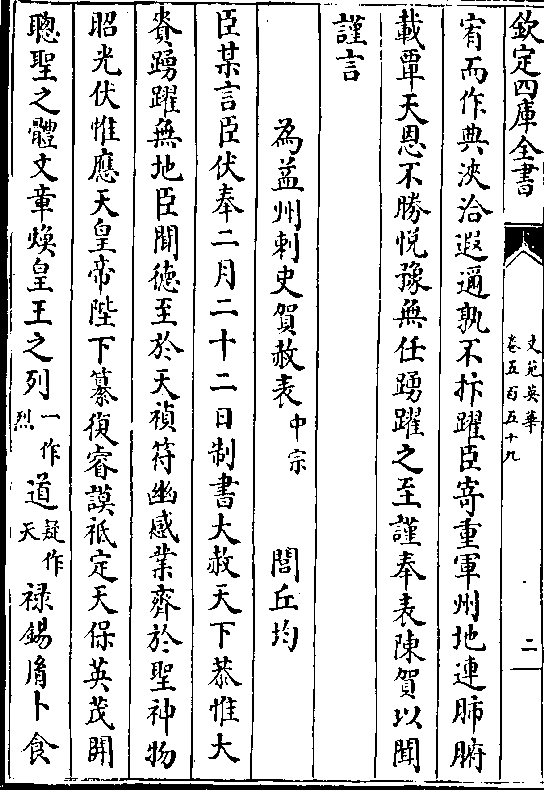 欽定四庫全書
文苑英華
卷五百五十九
二
宥而作典浹洽遐邇孰不抃躍臣寄重軍州地連肺腑
載覃天恩不勝悅豫無任踴躍之至謹奉表陳賀以聞
謹言
為益州刺史賀赦表中宗 閭丘均
臣某言臣伏奉二月二十二日制書大赦天下恭惟大
賚踴躍無地臣聞徳至於天禎符幽感業齊於聖神物
昭光伏惟應天皇帝陛下纂復睿謨祗定天保英茂開
聰聖之體文章煥皇王之列一作烈道疑作天禄錫胤卜食